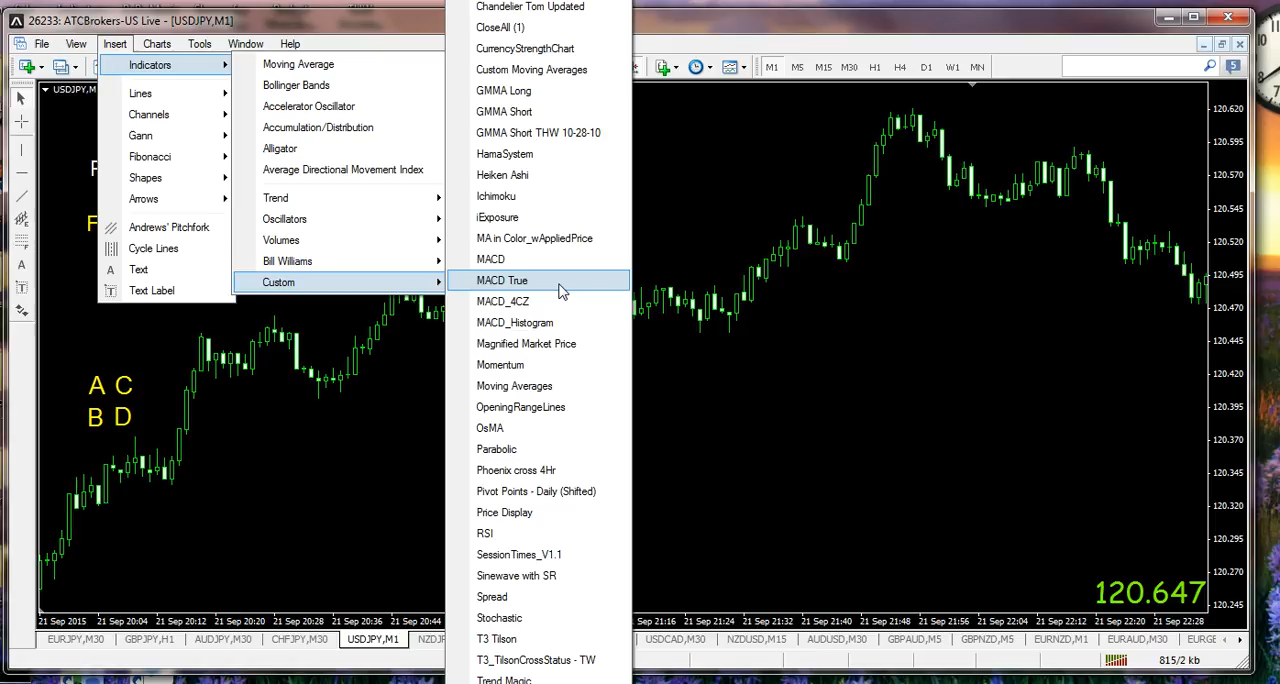 26233: ATCBrokers-US Live - [USDJPY,M1]
File View Insert Charts Tools Window Help
M1 M5 M15 M30 H1 H4 D1 W1 MN
5
USDJPY,M
Indicators
Lines
Channels
Gann
Fibonacci
Shapes
Arrows
Andrews' Pitchfork
Cycle Lines
Text
Text Label
Moving Average
Bollinger Bands
Accelerator Oscillator
Accumulation/Distribution
Alligator
Average Directional Movement Index
Trend
Oscillators
Volumes
Bill Williams
Custom
Chandelier Tom Updated
CloseAll (1)
CurrencyStrengthChart
Custom Moving Averages
GMMA Long
GMMA Short
GMMA Short THW 10-28-10
HamaSystem
Heiken Ashi
Ichimoku
iExposure
MA in Color_wAppliedPrice
MACD
MACD True
MACD_4CZ
MACD_Histogram
Magnified Market Price
Momentum
Moving Averages
OpeningRangeLines
OsMA
Parabolic
Phoenix cross 4Hr
Pivot Points - Daily (Shifted)
Price Display
RSI
SessionTimes_V1.1
Sinewave with SR
Spread
Stochastic
T3 Tilson
T3_TilsonCrossStatus - TW
Trend Magic
A C
B D
120.620
120.595
120.570
120.545
120.520
120.495
120.470
120.445
120.420
120.395
120.370
120.345
120.320
120.295
120.270
120.245
120.647
21 Sep 2015 21 Sep 20:04 21 Sep 20:12 21 Sep 20:20 21 Sep 20:28 21 Sep 20:36 21 Sep 20:44 21 Sep 21:16 21 Sep 21:24 21 Sep 21:32 21 Sep 21:40 21 Sep 21:48 21 Sep 21:56 21 Sep 22:04 21 Sep 22:12 21 Sep 22:20 21 Sep 22:28
EURJPY,M30 GBPJPY,H1 AUDJPY,M30 CHFJPY,M30 USDJPY,M1 NZDJP USDCAD,M30 NZDUSD,M15 AUDUSD,M30 GBPAUD,M5 GBPNZD,M5 EURNZD,M1 EURAUD,M30 EURGE
815/2 kb